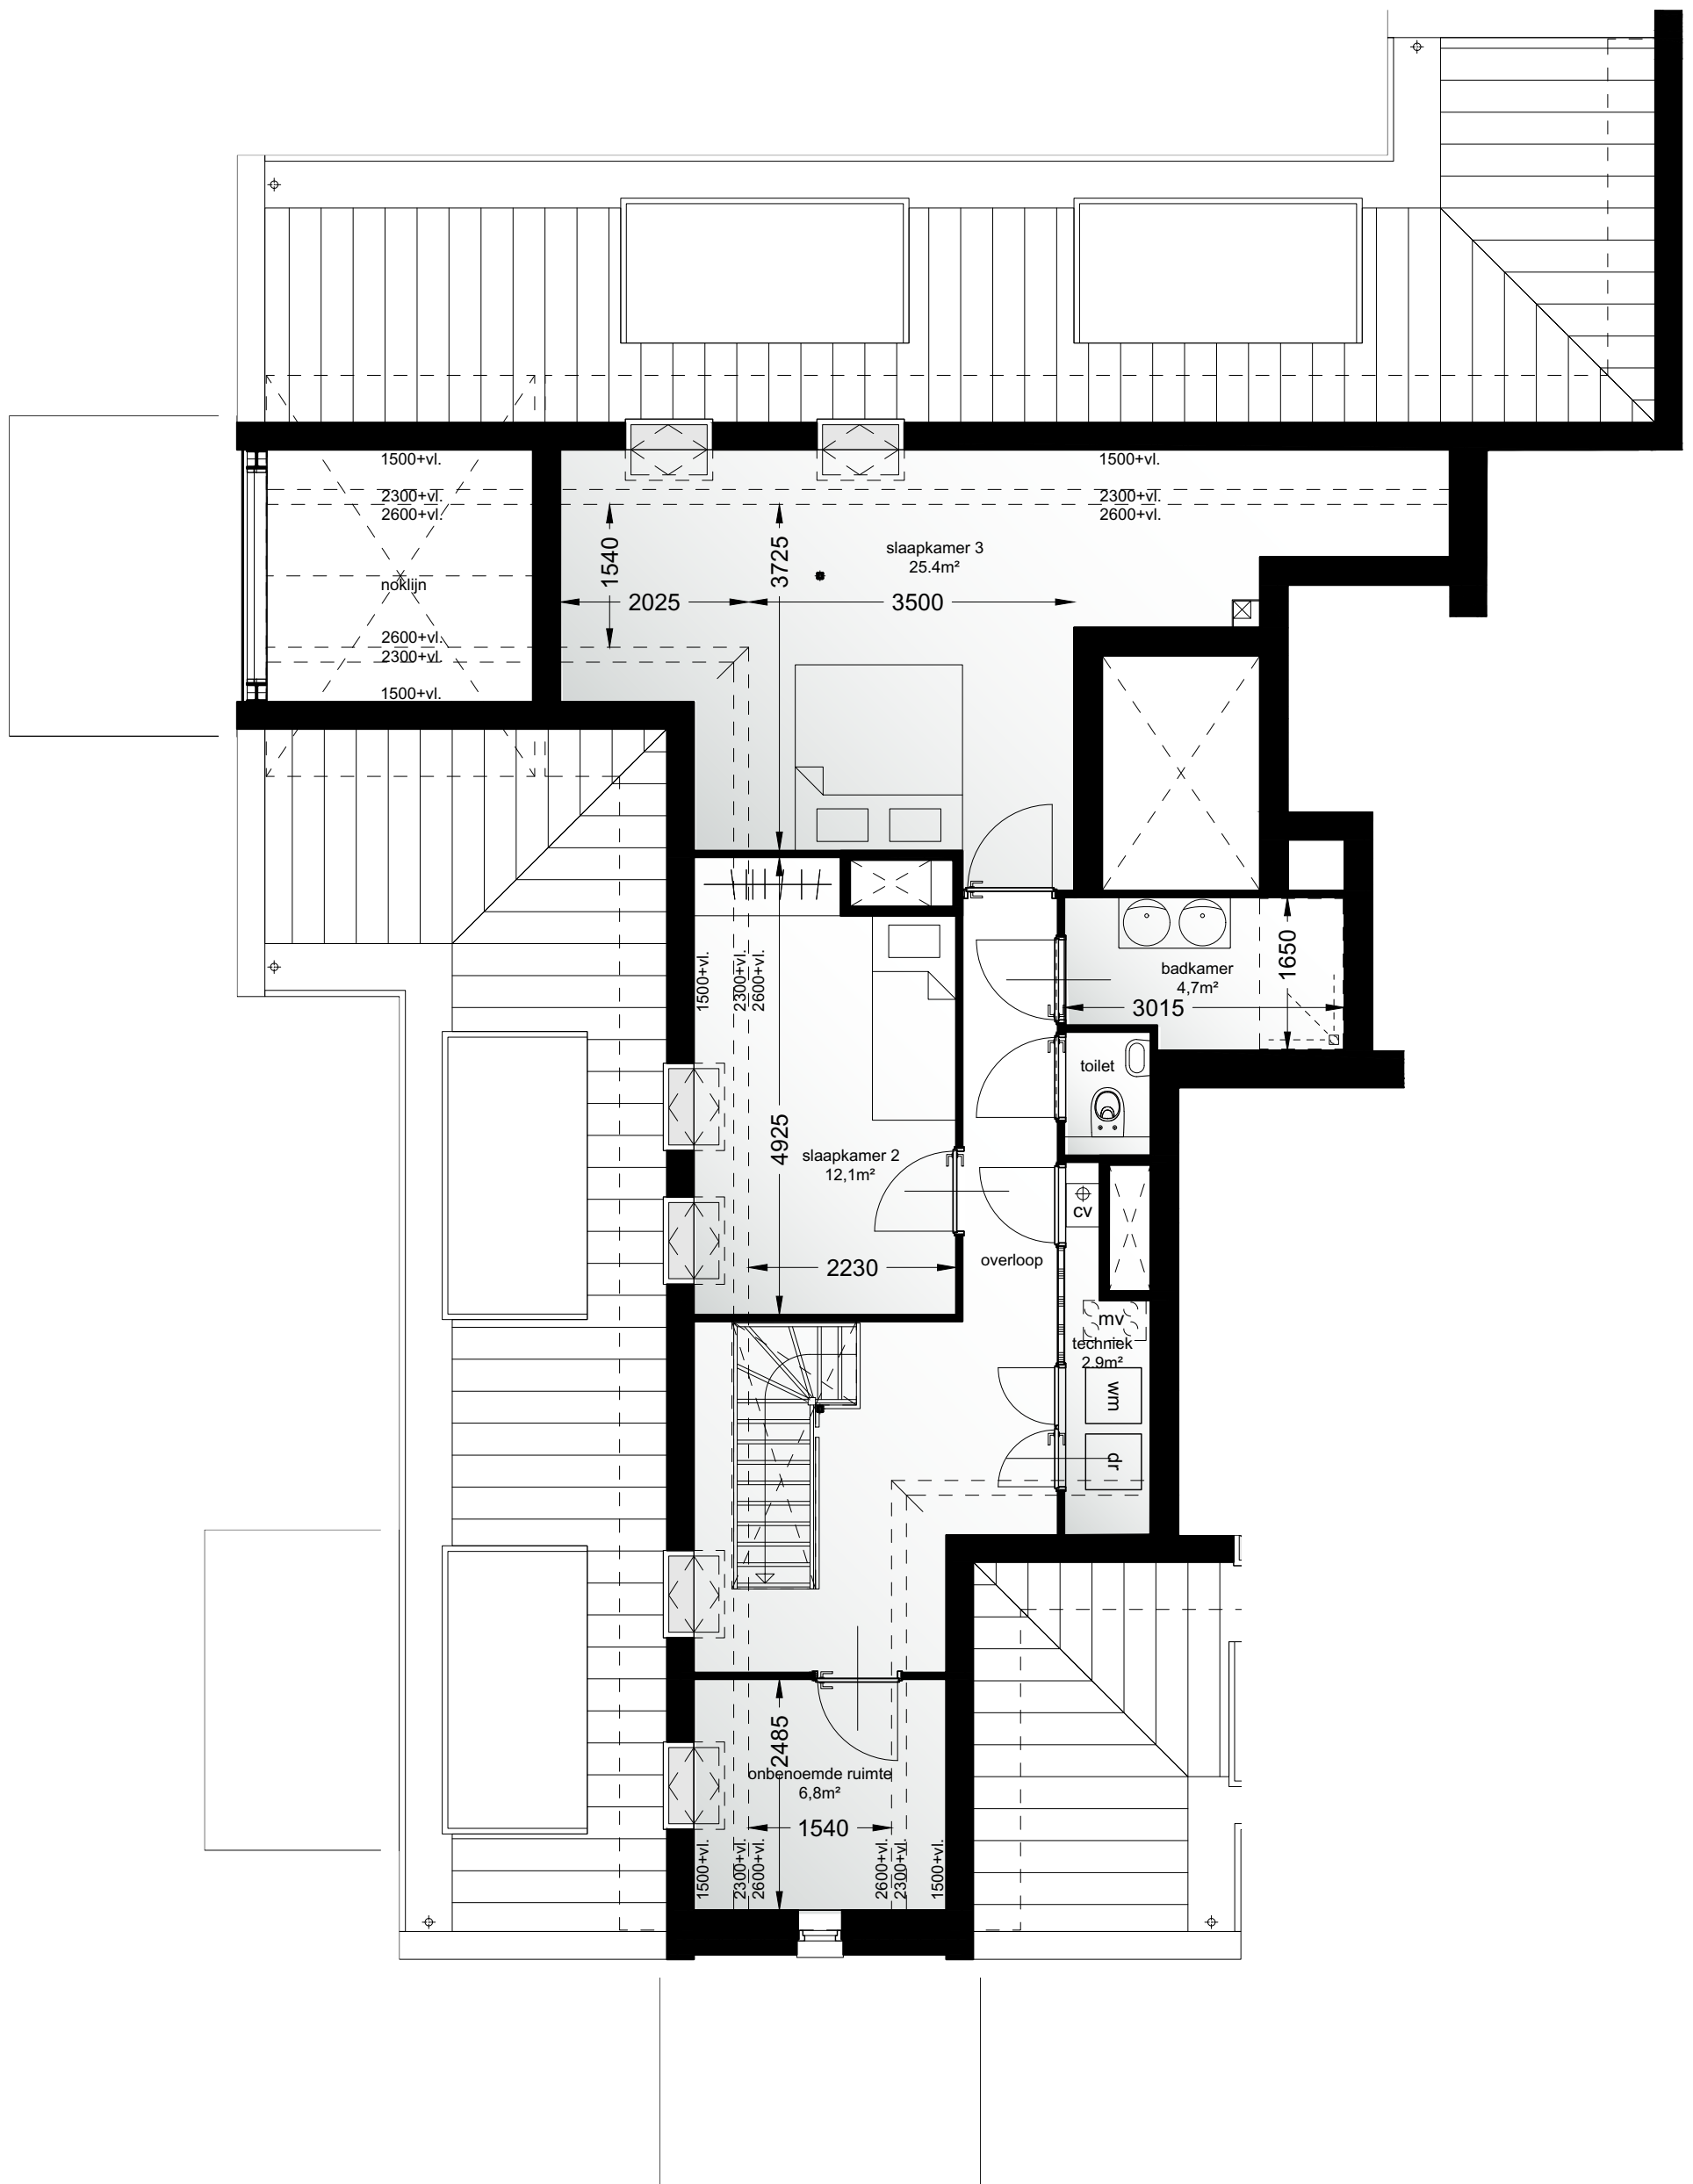 1500+vl.
1500+vl.
2300+vl.
2600+vl.
2300+vl.
2600+vl.
1540
3725
slaapkamer 3
25.4m²
noklijn
2025
3500
2600+vl.
2300+vl.
1500+vl.
1500+vl.
2300+vl.
2600+vl.
badkamer
4,7m²
1650
3015
toilet
4925
slaapkamer 2
12,1m²
cv
2230
overloop
mv
techniek
2.9m²
wm
dr
2485
onbenoemde ruimte
6,8m²
1540
1500+vl.
2300+vl.
2600+vl.
2600+vl.
2300+vl.
1500+vl.